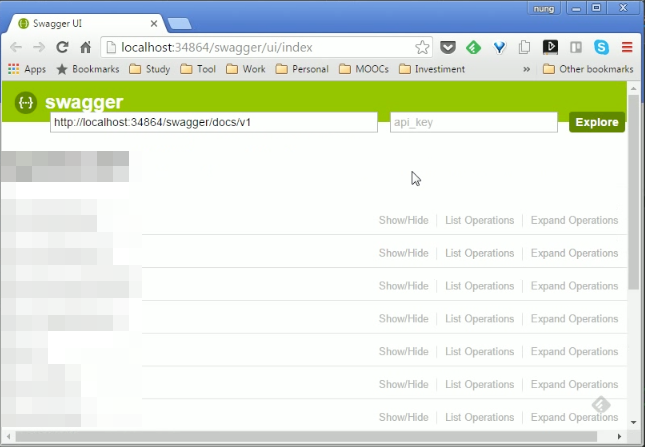 nung
Swagger UI
localhost:34864/swagger/ui/index
Apps Bookmarks Study Tool Work Personal MOOCs Investiment » Other bookmarks
{···} swagger
http://localhost:34864/swagger/docs/v1 api_key Explore
Show/Hide List Operations Expand Operations
Show/Hide List Operations Expand Operations
Show/Hide List Operations Expand Operations
Show/Hide List Operations Expand Operations
Show/Hide List Operations Expand Operations
Show/Hide List Operations Expand Operations
Show/Hide List Operations Expand Operations